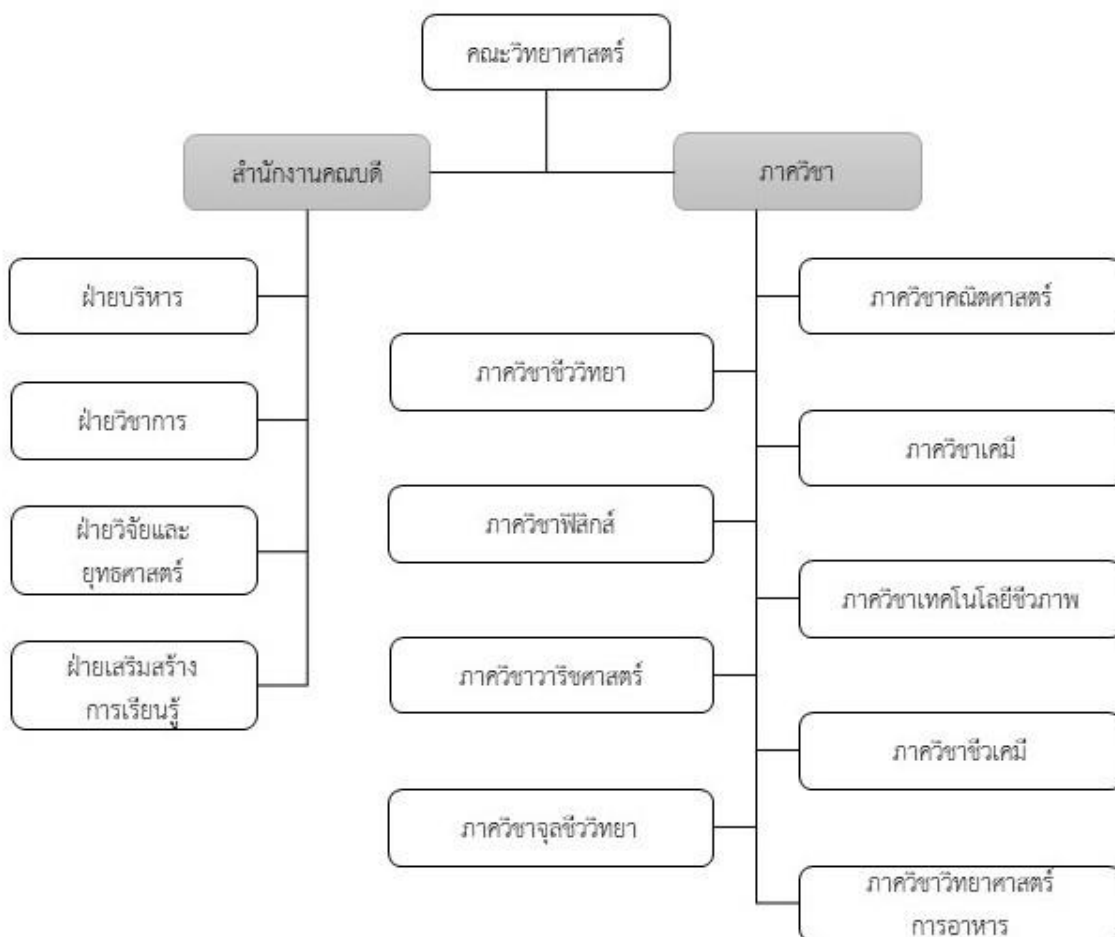 คณะวิทยาศาสตร์
สำนักงานคณบดี
ภาควิชา
ฝ่ายบริหาร
ฝ่ายวิชาการ
ฝ่ายวิจัยและ
ยุทธศาสตร์
ฝ่ายเสริมสร้าง
การเรียนรู้
ภาควิชาคณิตศาสตร์
ภาควิชาชีววิทยา
ภาควิชาเคมี
ภาควิชาฟิสิกส์
ภาควิชาเทคโนโลยีชีวภาพ
ภาควิชาวาริชศาสตร์
ภาควิชาชีวเคมี
ภาควิชาจุลชีววิทยา
ภาควิชาวิทยาศาสตร์
การอาหาร